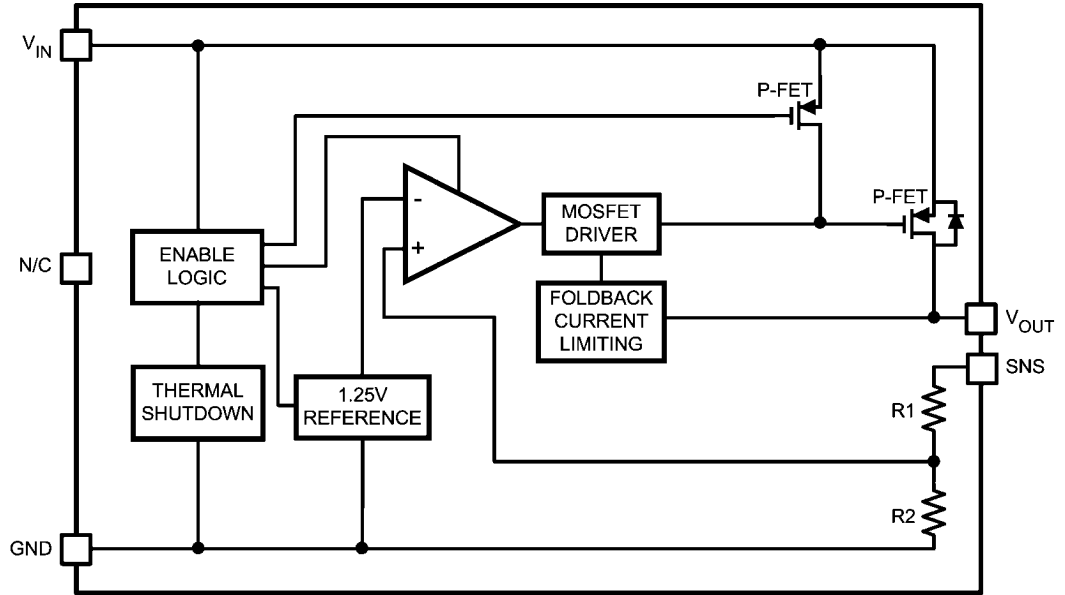 VIN
P-FET
P-FET
-
MOSFET
DRIVER
+
ENABLE
LOGIC
N/C
FOLDBACK
CURRENT
LIMITING
VOUT
SNS
THERMAL
SHUTDOWN
1.25V
REFERENCE
R1
R2
GND